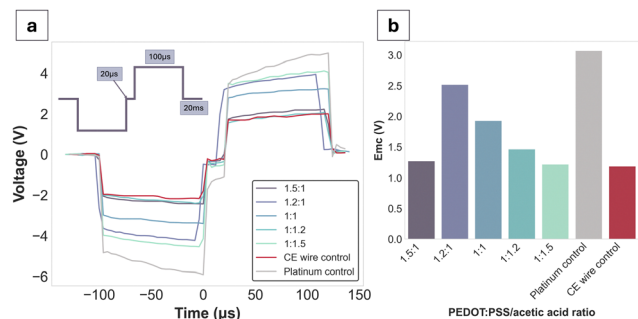 a
b
100µs
20µs
20ms
4
2
0
−2
−4
−6
Voltage (V)
−100
−50
0
50
100
150
Time (µs)
1.5:1
1.2:1
1:1
1:1.2
1:1.5
CE wire control
Platinum control
3.0
2.5
2.0
1.5
1.0
0.5
0.0
Emc (V)
1.5:1
1.2:1
1:1
1:1.2
1:1.5
Platinum control
CE wire control
PEDOT:PSS/acetic acid ratio